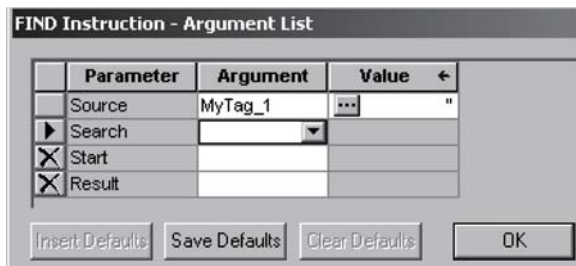 FIND Instruction - Argument List
Parameter Argument Value ←
Source MyTag_1 ... ''
Search
Start
Result
Insert Defaults Save Defaults Clear Defaults OK